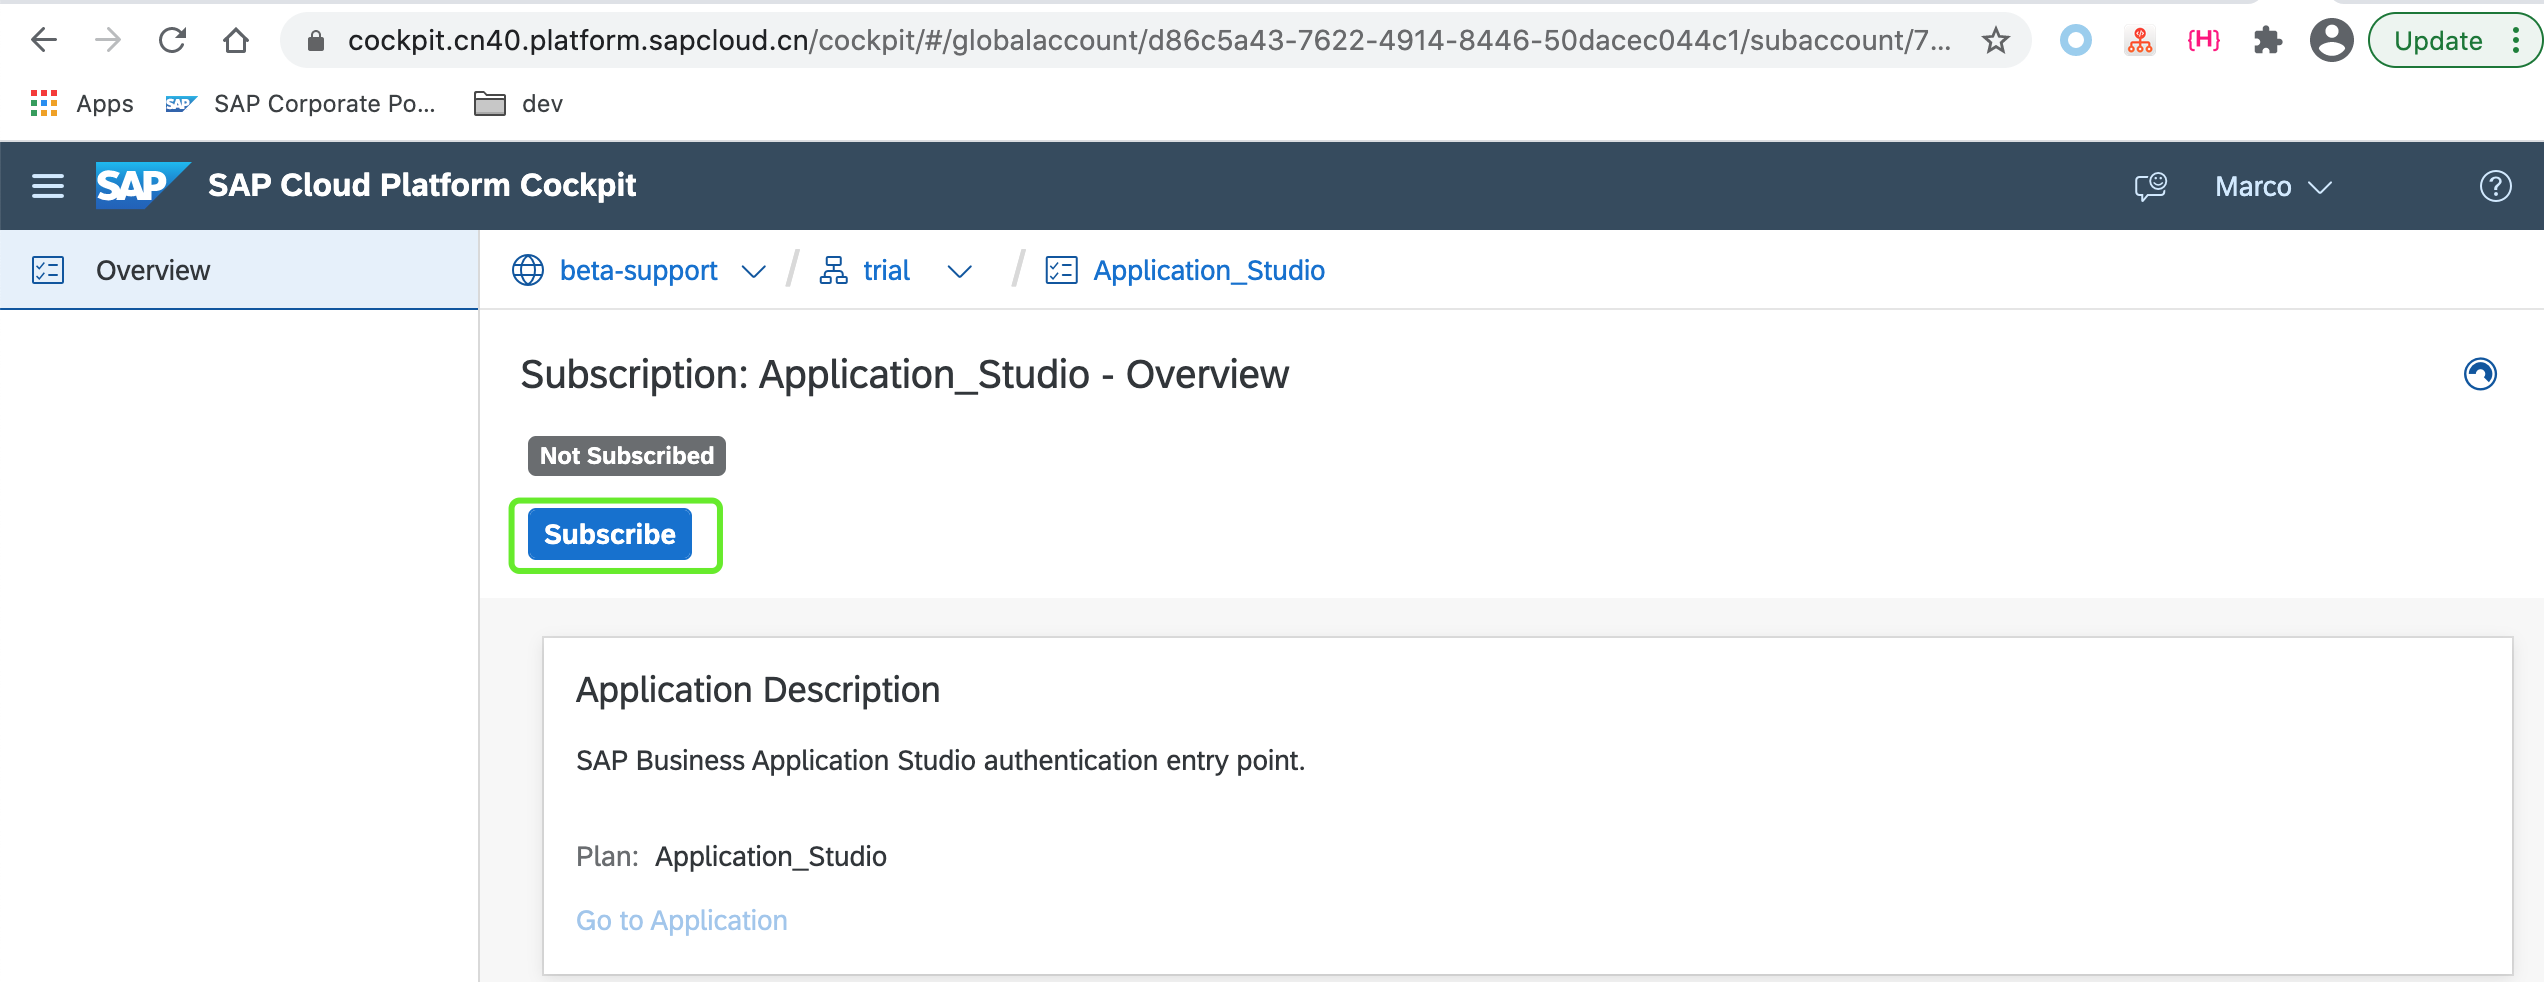 cockpit.cn40.platform.sapcloud.cn/cockpit/#/globalaccount/d86c5a43-7622-4914-8446-50dacec044c1/subaccount/7...
{H}
Update
Apps
SAP
SAP Corporate Po...
dev
SAP
SAP Cloud Platform Cockpit
Marco
?
Overview
beta-support / trial / Application_Studio
Subscription: Application_Studio - Overview
Not Subscribed
Subscribe
Application Description
SAP Business Application Studio authentication entry point.
Plan: Application_Studio
Go to Application